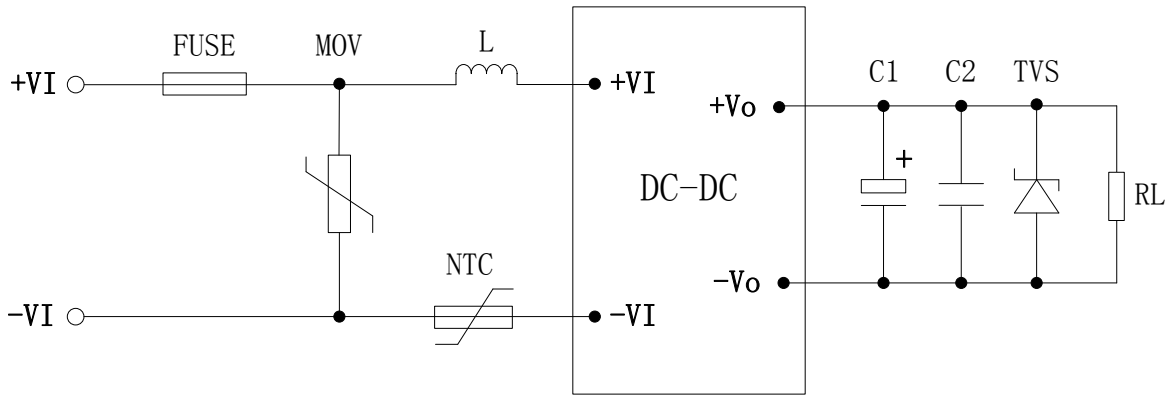 FUSE MOV L
+VI +VI
C1 C2 TVS
+Vo
+
DC-DC
RL
NTC
-Vo
-VI -VI